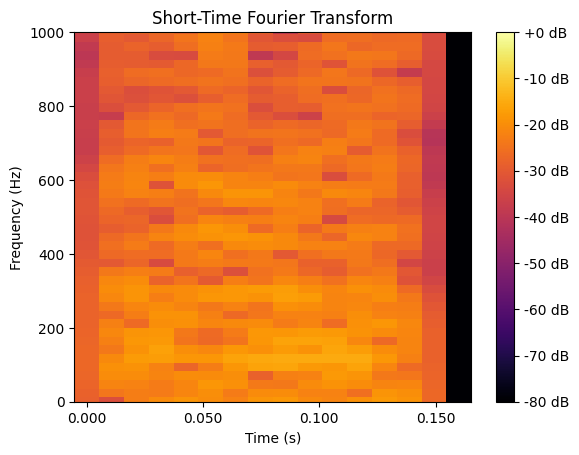 Short-Time Fourier Transform
1000
800
600
400
200
0
Frequency (Hz)
0.000
0.050
0.100
0.150
Time (s)
+0 dB
-10 dB
-20 dB
-30 dB
-40 dB
-50 dB
-60 dB
-70 dB
-80 dB